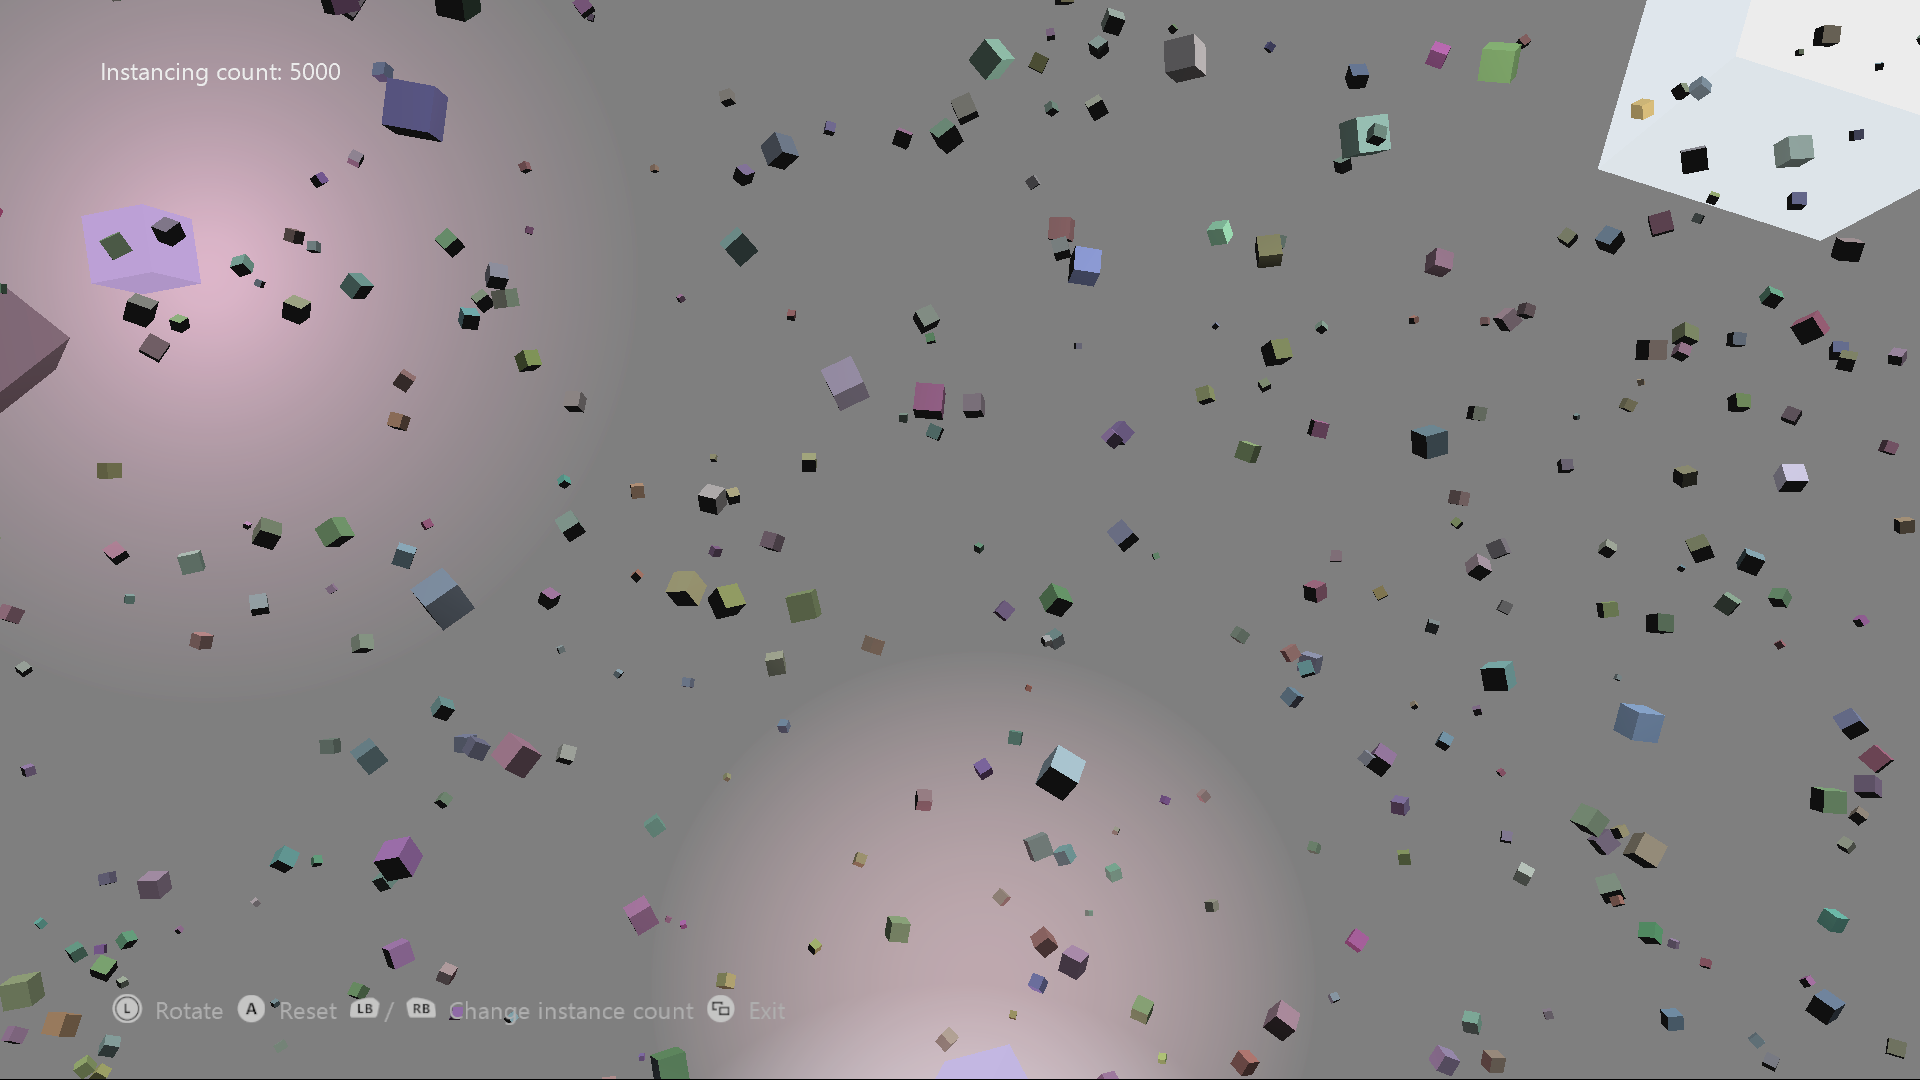 Instancing count: 5000
L Rotate A Reset LB / RB Change instance count Exit